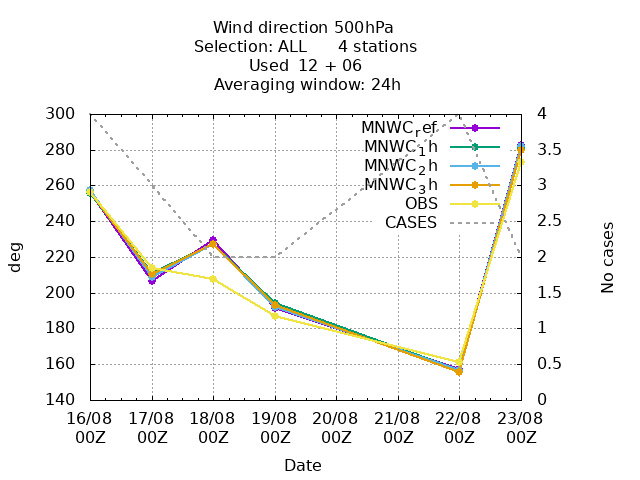 Wind direction 500hPa
Selection: ALL 4 stations
Used 12 + 06
Averaging window: 24h
MNWC_ref
MNWC_1h
MNWC_2h
MNWC_3h
OBS
CASES
300
280
260
240
220
200
180
160
140
deg
4
3.5
3
2.5
2
1.5
1
0.5
0
No cases
16/08 17/08 18/08 19/08 20/08 21/08 22/08 23/08
00Z 00Z 00Z 00Z 00Z 00Z 00Z 00Z
Date